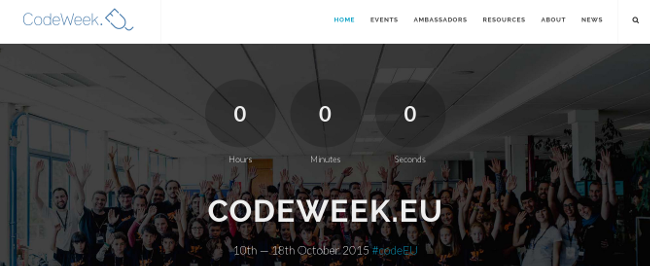 CodeWeek.
HOME EVENTS AMBASSADORS RESOURCES ABOUT NEWS
0 0 0
Hours Minutes Seconds
CODEWEEK.EU
10th — 18th October 2015 #codeEU